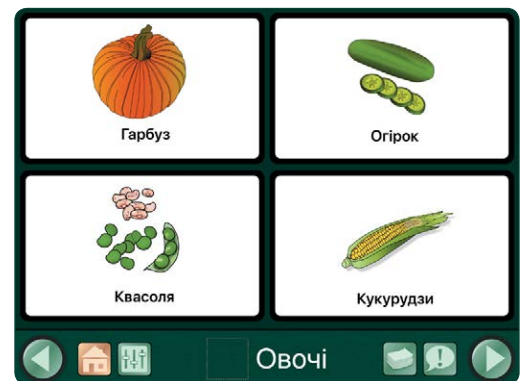 Гарбуз
Огірок
Квасоля
Кукурудзи
Овочі